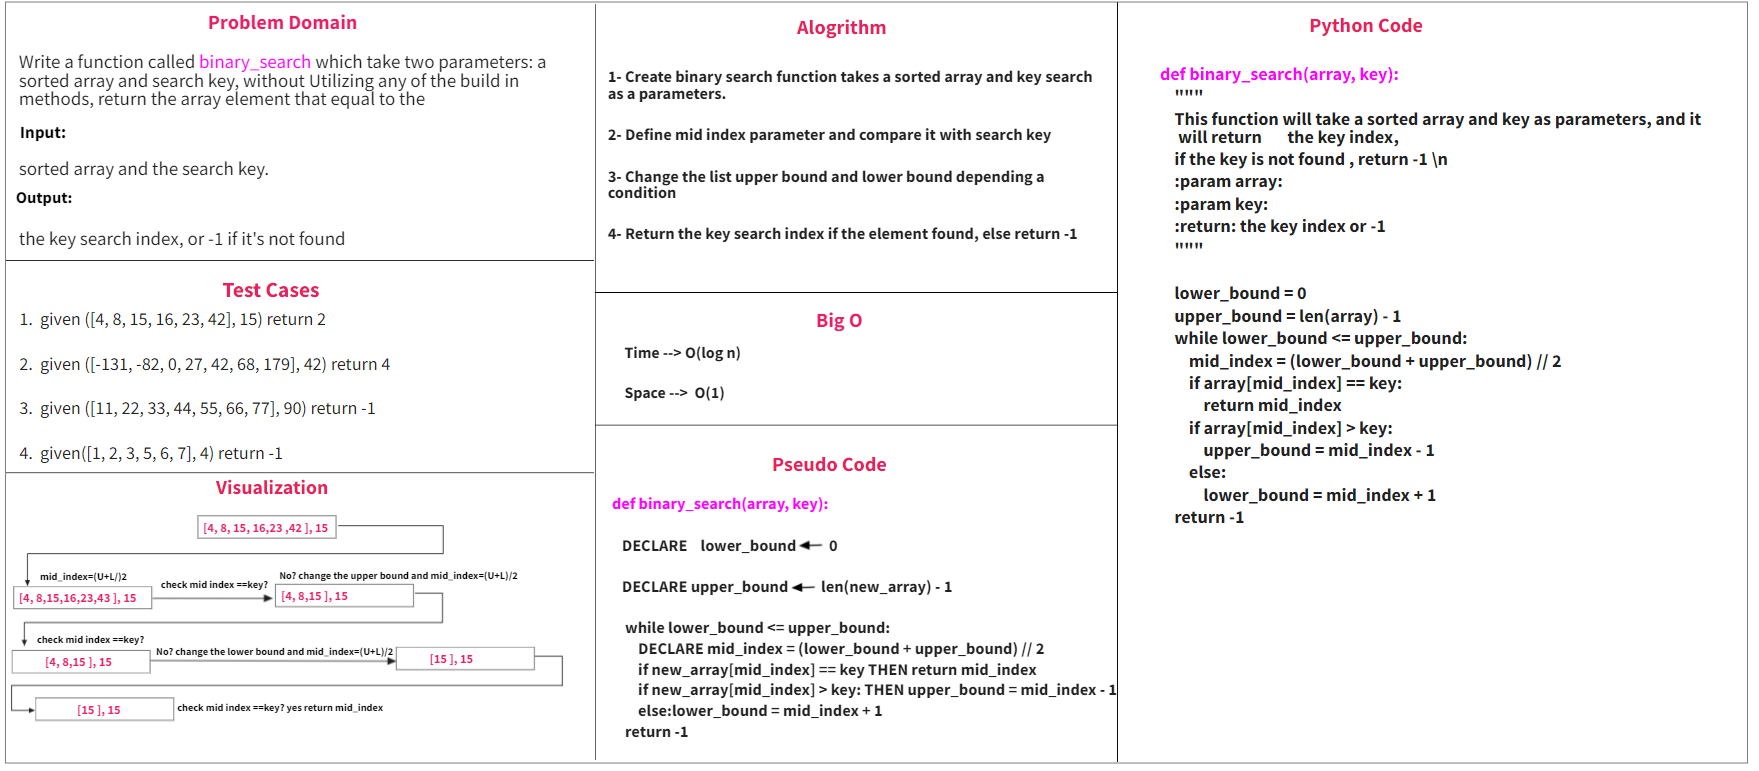 Problem Domain
Write a function called binary_search which take two parameters: a
sorted array and search key, without Utilizing any of the build in
methods, return the array element that equal to the
Input:
sorted array and the search key.
Output:
the key search index, or -1 if it's not found
Test Cases
1. given ([4, 8, 15, 16, 23, 42], 15) return 2
2. given ([-131, -82, 0, 27, 42, 68, 179], 42) return 4
3. given ([11, 22, 33, 44, 55, 66, 77], 90) return -1
4. given([1, 2, 3, 5, 6, 7], 4) return -1
Visualization
[4, 8, 15, 16,23 ,42 ], 15
mid_index=(U+L/)2
[4, 8,15,16,23,43 ], 15
check mid index ==key?
No? change the upper bound and mid_index=(U+L)/2
[4, 8,15 ], 15
check mid index ==key?
[4, 8,15 ], 15
No? change the lower bound and mid_index=(U+L)/2
[15 ], 15
[15 ], 15
check mid index ==key? yes return mid_index
Alogrithm
1- Create binary search function takes a sorted array and key search
as a parameters.
2- Define mid index parameter and compare it with search key
3- Change the list upper bound and lower bound depending a
condition
4- Return the key search index if the element found, else return -1
Big O
Time --> O(log n)
Space --> O(1)
Pseudo Code
def binary_search(array, key):
DECLARE lower_bound ← 0
DECLARE upper_bound ← len(new_array) - 1
while lower_bound <= upper_bound:
DECLARE mid_index = (lower_bound + upper_bound) // 2
if new_array[mid_index] == key THEN return mid_index
if new_array[mid_index] > key: THEN upper_bound = mid_index - 1
else:lower_bound = mid_index + 1
return -1
Python Code
def binary_search(array, key):
"""
This function will take a sorted array and key as parameters, and it
will return the key index,
if the key is not found , return -1 \n
:param array:
:param key:
:return: the key index or -1
"""
lower_bound = 0
upper_bound = len(array) - 1
while lower_bound <= upper_bound:
mid_index = (lower_bound + upper_bound) // 2
if array[mid_index] == key:
return mid_index
if array[mid_index] > key:
upper_bound = mid_index - 1
else:
lower_bound = mid_index + 1
return -1